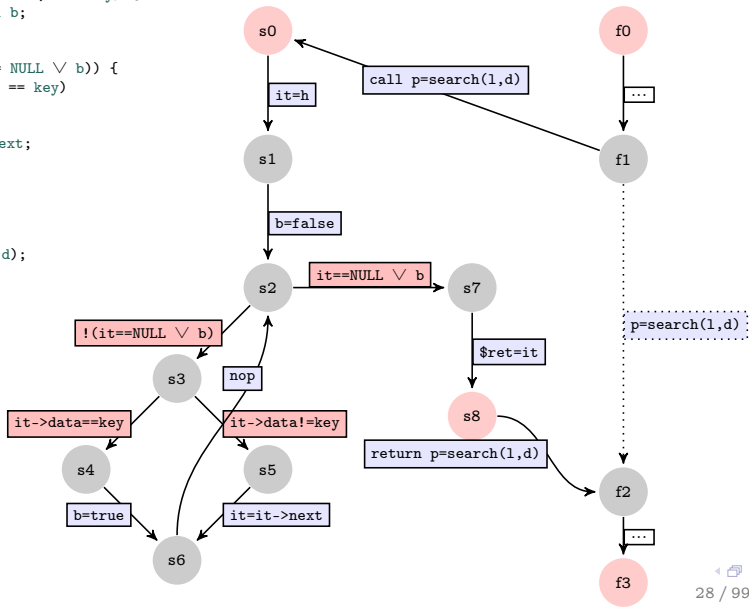 b;
s0
f0
NULL ∨ b)) {
call p=search(l,d)
== key)
it=h
...
ext;
s1
f1
b=false
d);
it==NULL ∨ b
s2
s7
!(it==NULL ∨ b)
p=search(l,d)
$ret=it
s3
nop
it->data==key
it->data!=key
s8
return p=search(l,d)
s4
s5
f2
b=true
it=it->next
...
s6
f3
28 / 99